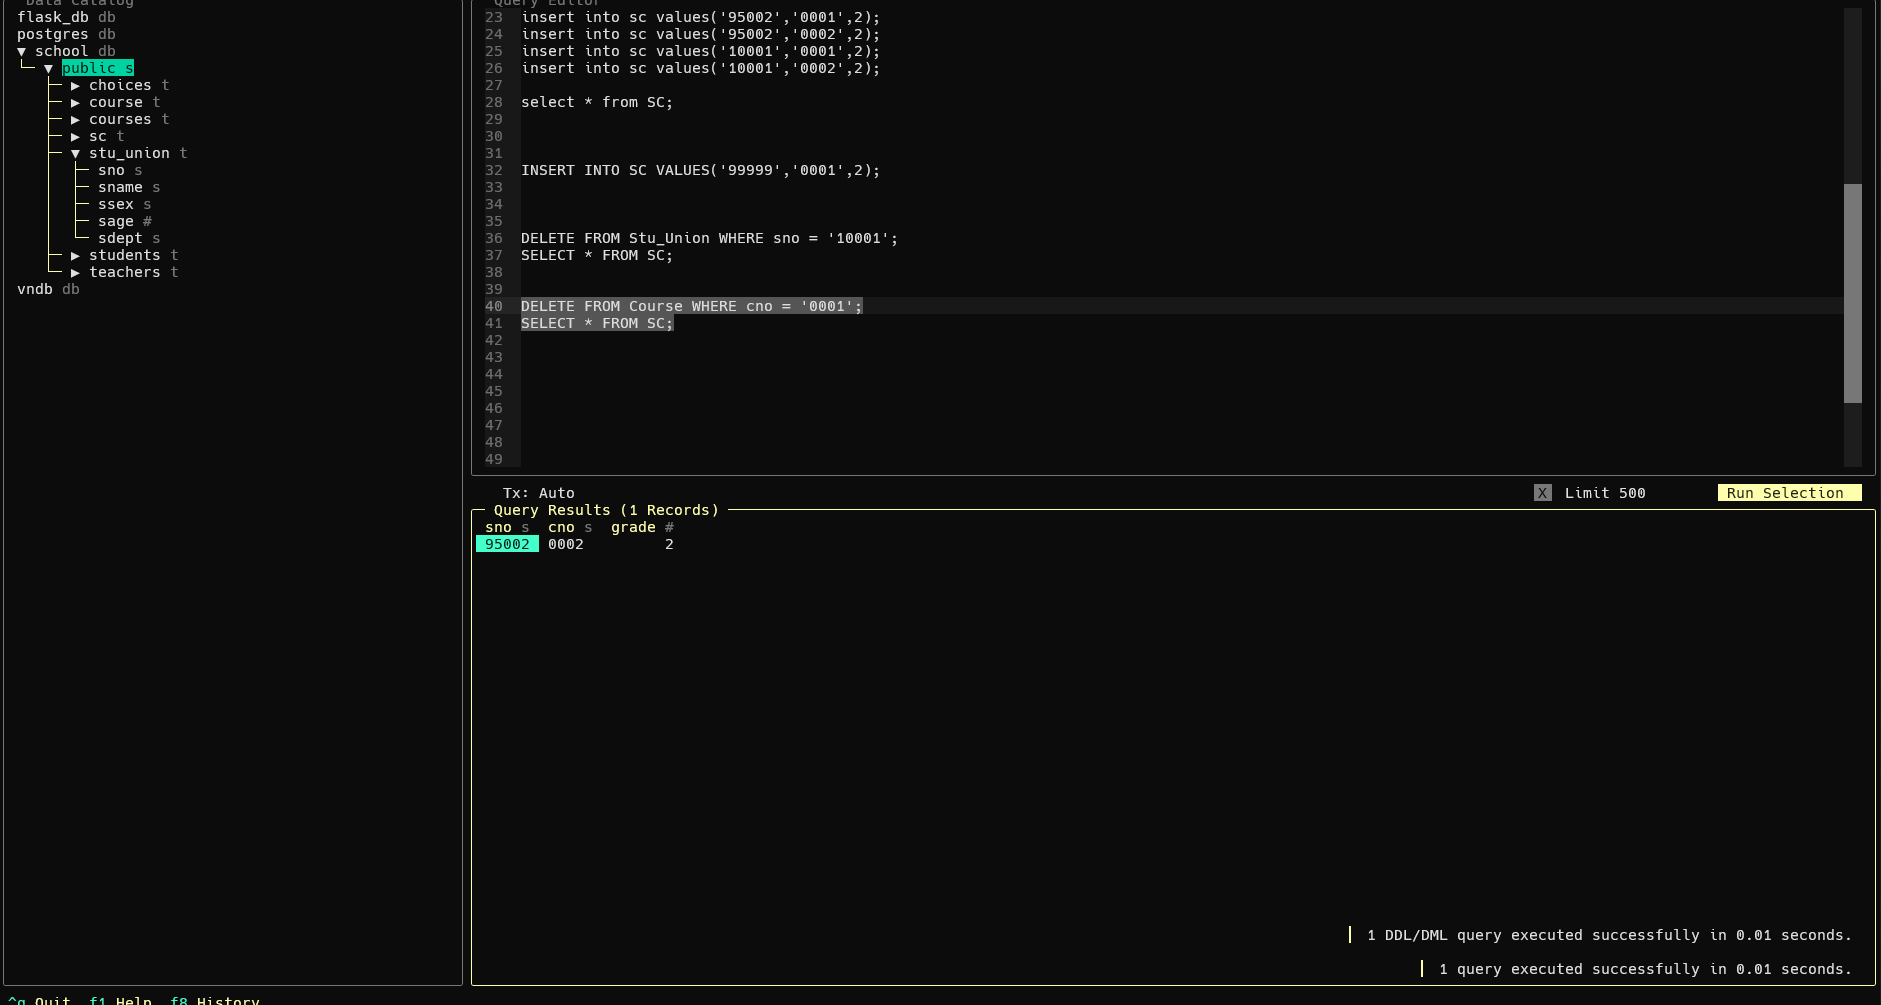 Data Catalog
flask_db db
postgres db
▼ school db
▼ public s
▶ choices t
▶ course t
▶ courses t
▶ sc t
▼ stu_union t
sno s
sname s
ssex s
sage #
sdept s
▶ students t
▶ teachers t
vndb db
Query Editor
23 insert into sc values('95002','0001',2);
24 insert into sc values('95002','0002',2);
25 insert into sc values('10001','0001',2);
26 insert into sc values('10001','0002',2);
27
28 select * from SC;
29
30
31
32 INSERT INTO SC VALUES('99999','0001',2);
33
34
35
36 DELETE FROM Stu_Union WHERE sno = '10001';
37 SELECT * FROM SC;
38
39
40 DELETE FROM Course WHERE cno = '0001';
41 SELECT * FROM SC;
42
43
44
45
46
47
48
49
Tx: Auto X Limit 500 Run Selection
Query Results (1 Records)
sno s cno s grade #
95002 0002 2
1 DDL/DML query executed successfully in 0.01 seconds.
1 query executed successfully in 0.01 seconds.
^q Quit f1 Help f8 History